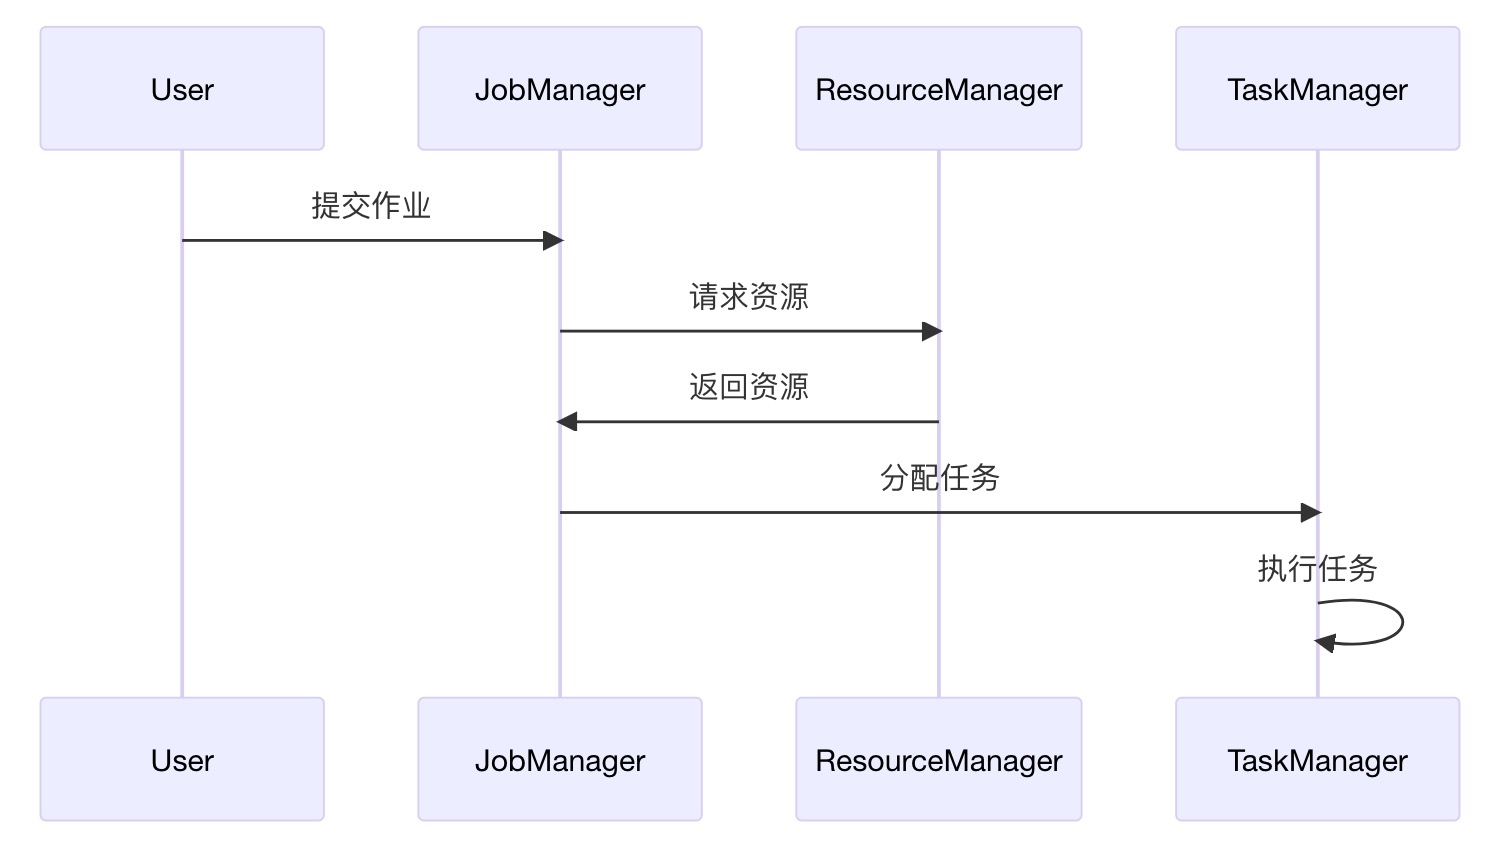 User
JobManager
ResourceManager
TaskManager
提交作业
请求资源
返回资源
分配任务
执行任务
User
JobManager
ResourceManager
TaskManager